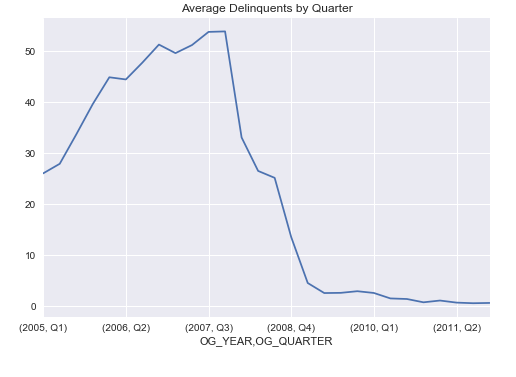 Average Delinquents by Quarter
50
40
30
20
10
0
(2005, Q1) (2006, Q2) (2007, Q3) (2008, Q4) (2010, Q1) (2011, Q2)
OG_YEAR,OG_QUARTER